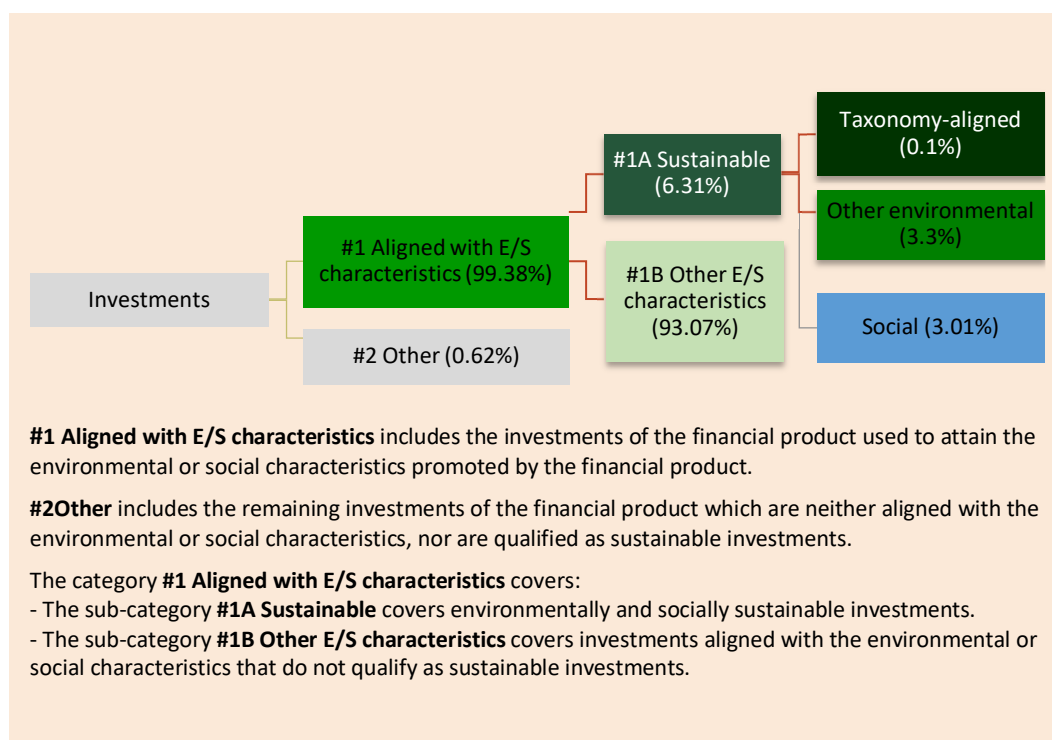 Taxonomy-aligned
(0.1%)
#1A Sustainable
(6.31%)
Other environmental
(3.3%)
#1 Aligned with E/S
characteristics (99.38%)
#1B Other E/S
characteristics
(93.07%)
Investments
Social (3.01%)
#2 Other (0.62%)
#1 Aligned with E/S characteristics includes the investments of the financial product used to attain the
environmental or social characteristics promoted by the financial product.
#2Other includes the remaining investments of the financial product which are neither aligned with the
environmental or social characteristics, nor are qualified as sustainable investments.
The category #1 Aligned with E/S characteristics covers:
- The sub-category #1A Sustainable covers environmentally and socially sustainable investments.
- The sub-category #1B Other E/S characteristics covers investments aligned with the environmental or
social characteristics that do not qualify as sustainable investments.